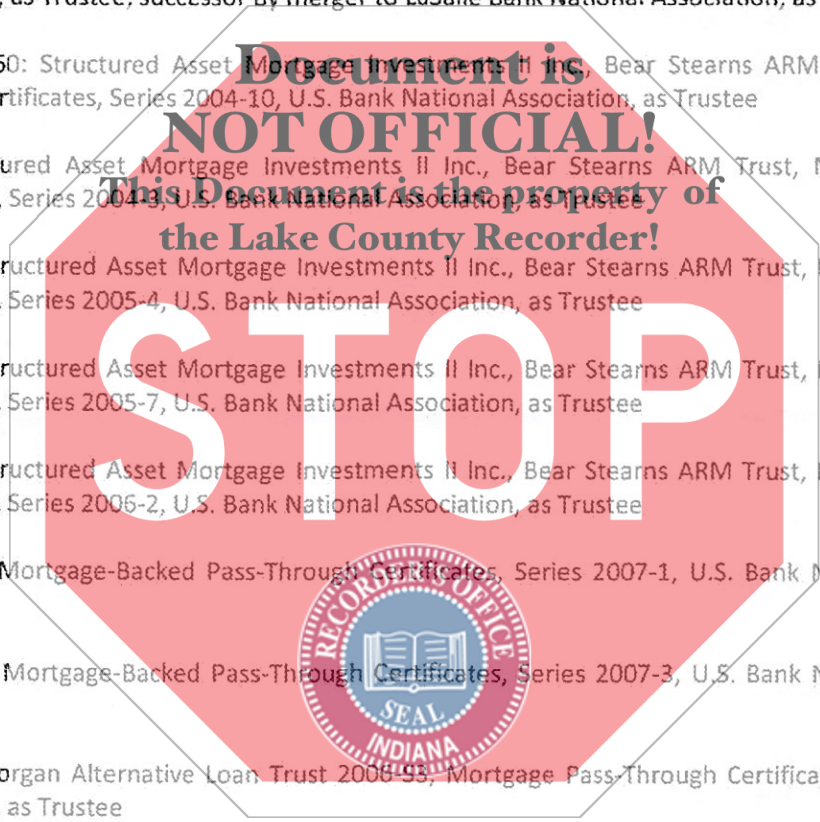 , as Trustee, successor by merger to LaSalle Bank National Association, as
Document is
50: Structured Asset Mortgage Investments II Inc., Bear Stearns ARM
rtificates, Series 2004-10, U.S. Bank National Association, as Trustee
NOT OFFICIAL!
ured Asset Mortgage Investments II Inc., Bear Stearns ARM Trust,
This Document is the property of
Series 2004-3, U.S. Bank National Association, as Trustee
the Lake County Recorder!
ructured Asset Mortgage Investments II Inc., Bear Stearns ARM Trust,
Series 2005-4, U.S. Bank National Association, as Trustee
STOP
ructured Asset Mortgage Investments II Inc., Bear Stearns ARM Trust,
Series 2005-7, U.S. Bank National Association, as Trustee
ructured Asset Mortgage Investments II Inc., Bear Stearns ARM Trust,
Series 2006-2, U.S. Bank National Association, as Trustee
Mortgage-Backed Pass-Through Certificates, Series 2007-1, U.S. Bank
RECORDER'S OFFICE
SEAL
INDIANA
Mortgage-Backed Pass-Through Certificates, Series 2007-3, U.S. Bank
organ Alternative Loan Trust 2006-S3, Mortgage Pass-Through Certifica
as Trustee